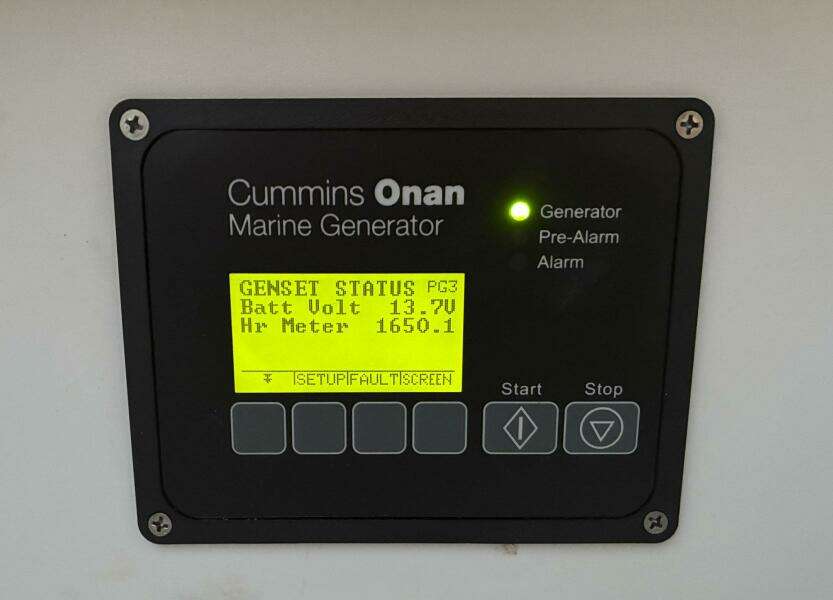 Cummins Onan
Marine Generator
Generator
Pre-Alarm
Alarm
GENSET STATUS PG3
Batt Volt 13.7V
Hr Meter 1650.1
SETUP FAULT SCREEN
Start
Stop